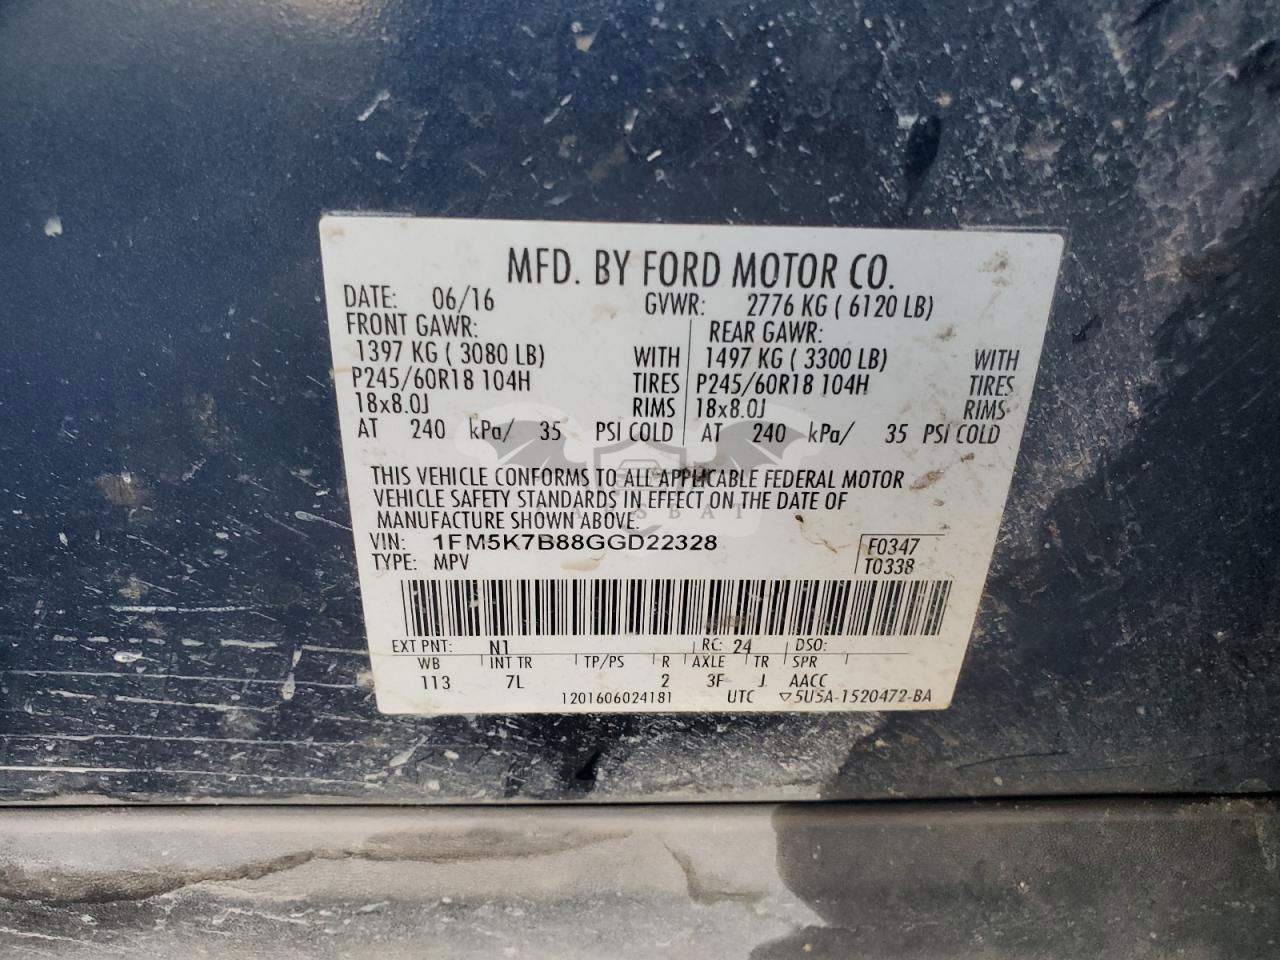 MFD. BY FORD MOTOR CO.
DATE: 06/16 GVWR: 2776 KG ( 6120 LB)
FRONT GAWR: REAR GAWR:
1397 KG ( 3080 LB) WITH 1497 KG ( 3300 LB) WITH
P245/60R18 104H TIRES P245/60R18 104H TIRES
18x8.0J RIMS 18x8.0J RIMS
AT 240 kPa/ 35 PSI COLD AT 240 kPa/ 35 PSI COLD
THIS VEHICLE CONFORMS TO ALL APPLICABLE FEDERAL MOTOR
VEHICLE SAFETY STANDARDS IN EFFECT ON THE DATE OF
MANUFACTURE SHOWN ABOVE.
VIN: 1FM5K7B88GGD22328 F0347
TYPE: MPV T0338
EXT PNT: N1 RC: 24 DSO:
WB INT TR TP/PS R AXLE TR SPR
113 7L 2 3F J AACC
1201606024181 UTC ▽5U5A-1520472-BA